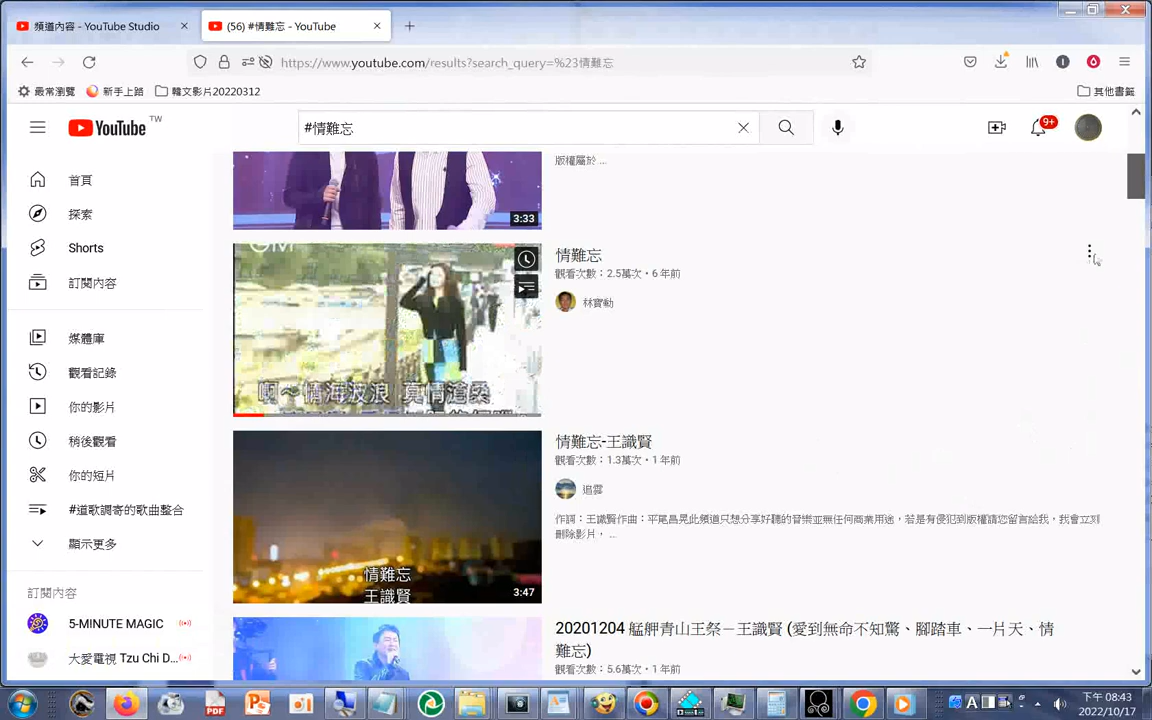 頻道內容 - YouTube Studio
(56) #情難忘 - YouTube
https://www.youtube.com/results?search_query=%23情難忘
最常瀏覽
新手上路
韓文影片20220312
其他書籤
YouTube TW
#情難忘
9+
首頁
探索
Shorts
訂閱內容
媒體庫
觀看記錄
你的影片
稍後觀看
你的短片
#道歌調寄的歌曲整合
顯示更多
訂閱內容
5-MINUTE MAGIC
大愛電視 Tzu Chi D...
版權屬於 ...
3:33
情難忘
觀看次數：2.5萬次・6 年前
啊～情海波浪 莫情滄桑
情難忘-王識賢
觀看次數：1.3萬次・1 年前
追雲
作詞：王識賢作曲：平尾昌晃此頻道只想分享好聽的音樂並無任何商業用途，若是有侵犯到版權請您留言給我，我會立刻
刪除影片， ...
情難忘
王識賢
3:47
20201204 艋舺青山王祭－王識賢 (愛到無命不知驚、腳踏車、一片天、情
難忘)
觀看次數：5.6萬次・1 年前
PDF
A
下午 08:43
2022/10/17